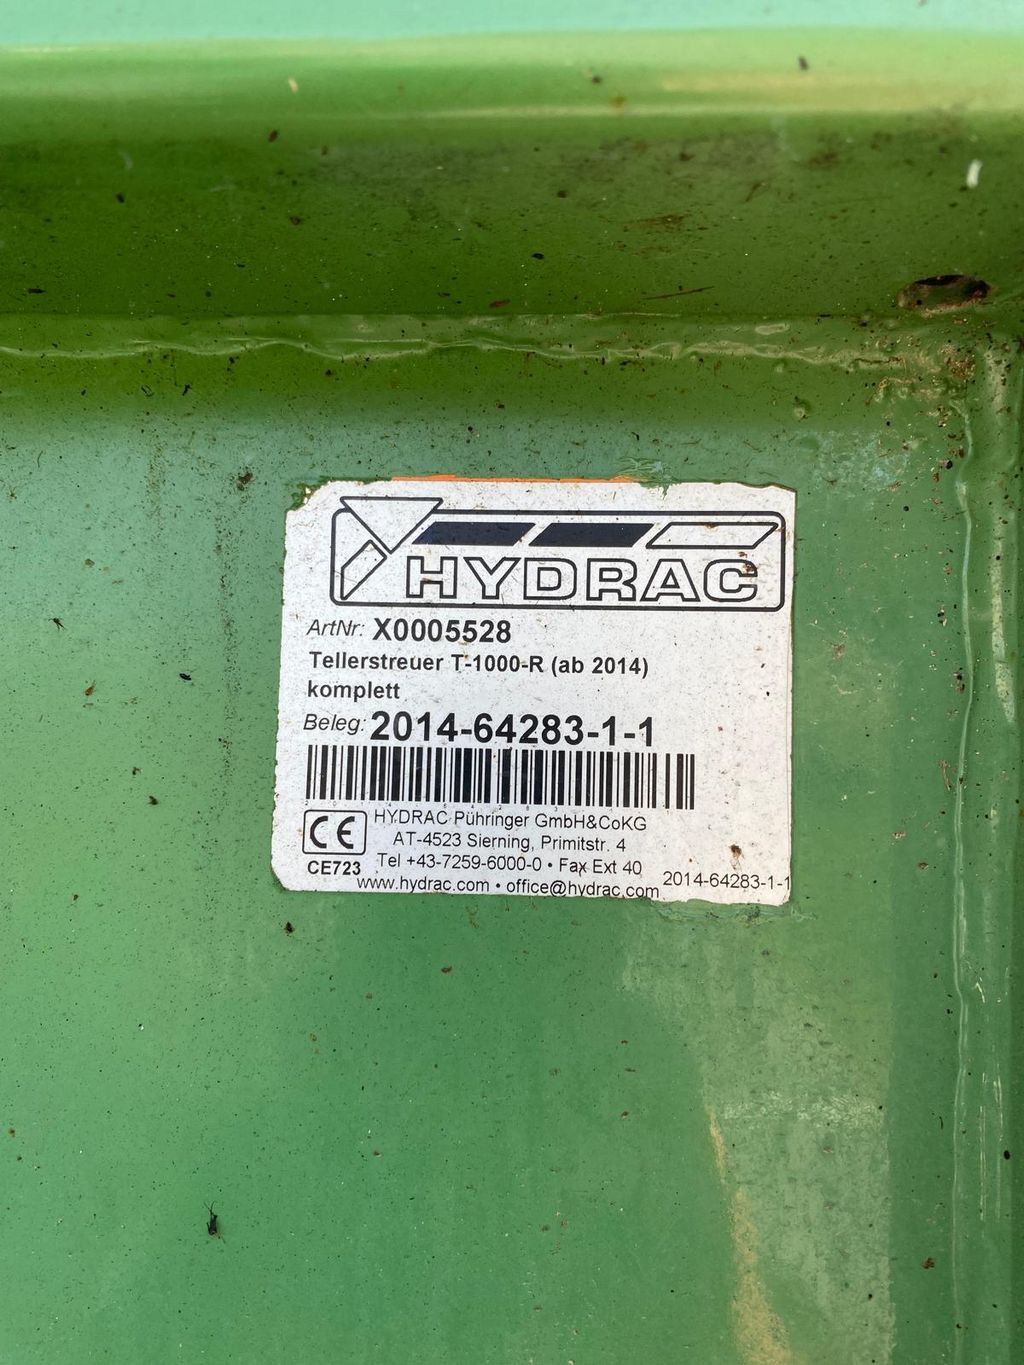 HYDRAC
ArtNr: X0005528
Tellerstreuer T-1000-R (ab 2014)
komplett
Beleg: 2014-64283-1-1
CE
CE723
HYDRAC Pühringer GmbH&CoKG
AT-4523 Sierning, Primitstr. 4
Tel +43-7259-6000-0 • Fax Ext 40
www.hydrac.com • office@hydrac.com
2014-64283-1-1